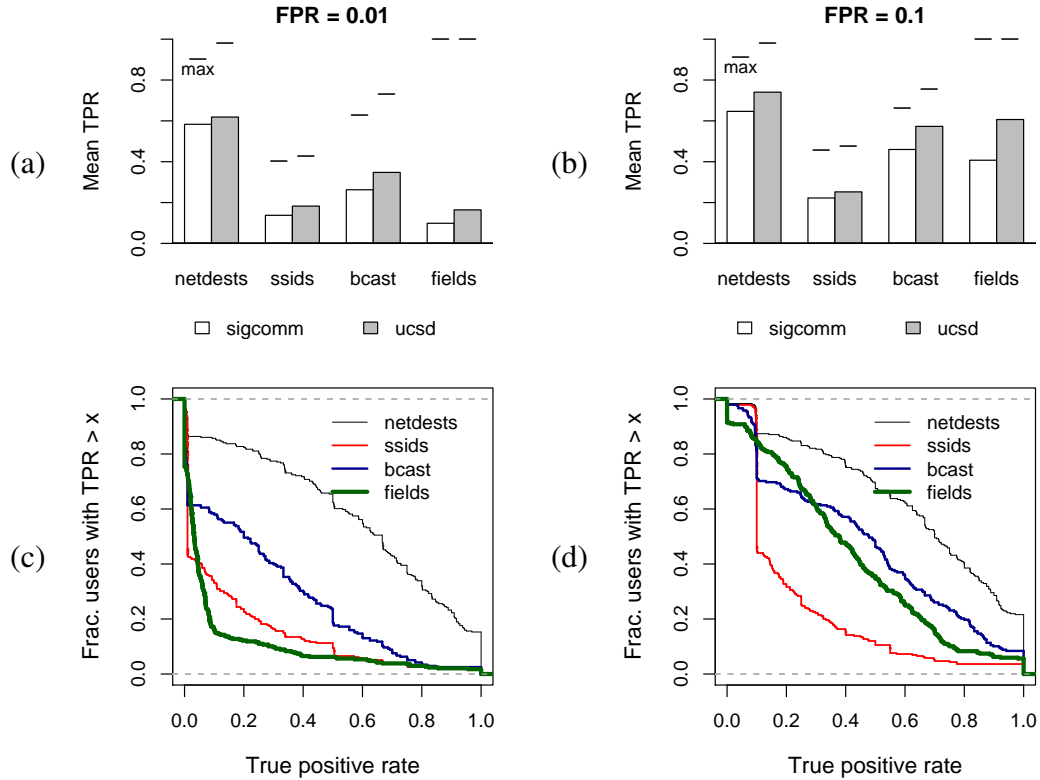 FPR = 0.01
(a)
Mean TPR
0.0 0.4 0.8
max
netdests ssids bcast fields
sigcomm ucsd
FPR = 0.1
(b)
Mean TPR
0.0 0.4 0.8
max
netdests ssids bcast fields
sigcomm ucsd
(c)
Frac. users with TPR > x
0.0 0.2 0.4 0.6 0.8 1.0
netdests
ssids
bcast
fields
0.0 0.2 0.4 0.6 0.8 1.0
True positive rate
(d)
Frac. users with TPR > x
0.0 0.2 0.4 0.6 0.8 1.0
netdests
ssids
bcast
fields
0.0 0.2 0.4 0.6 0.8 1.0
True positive rate